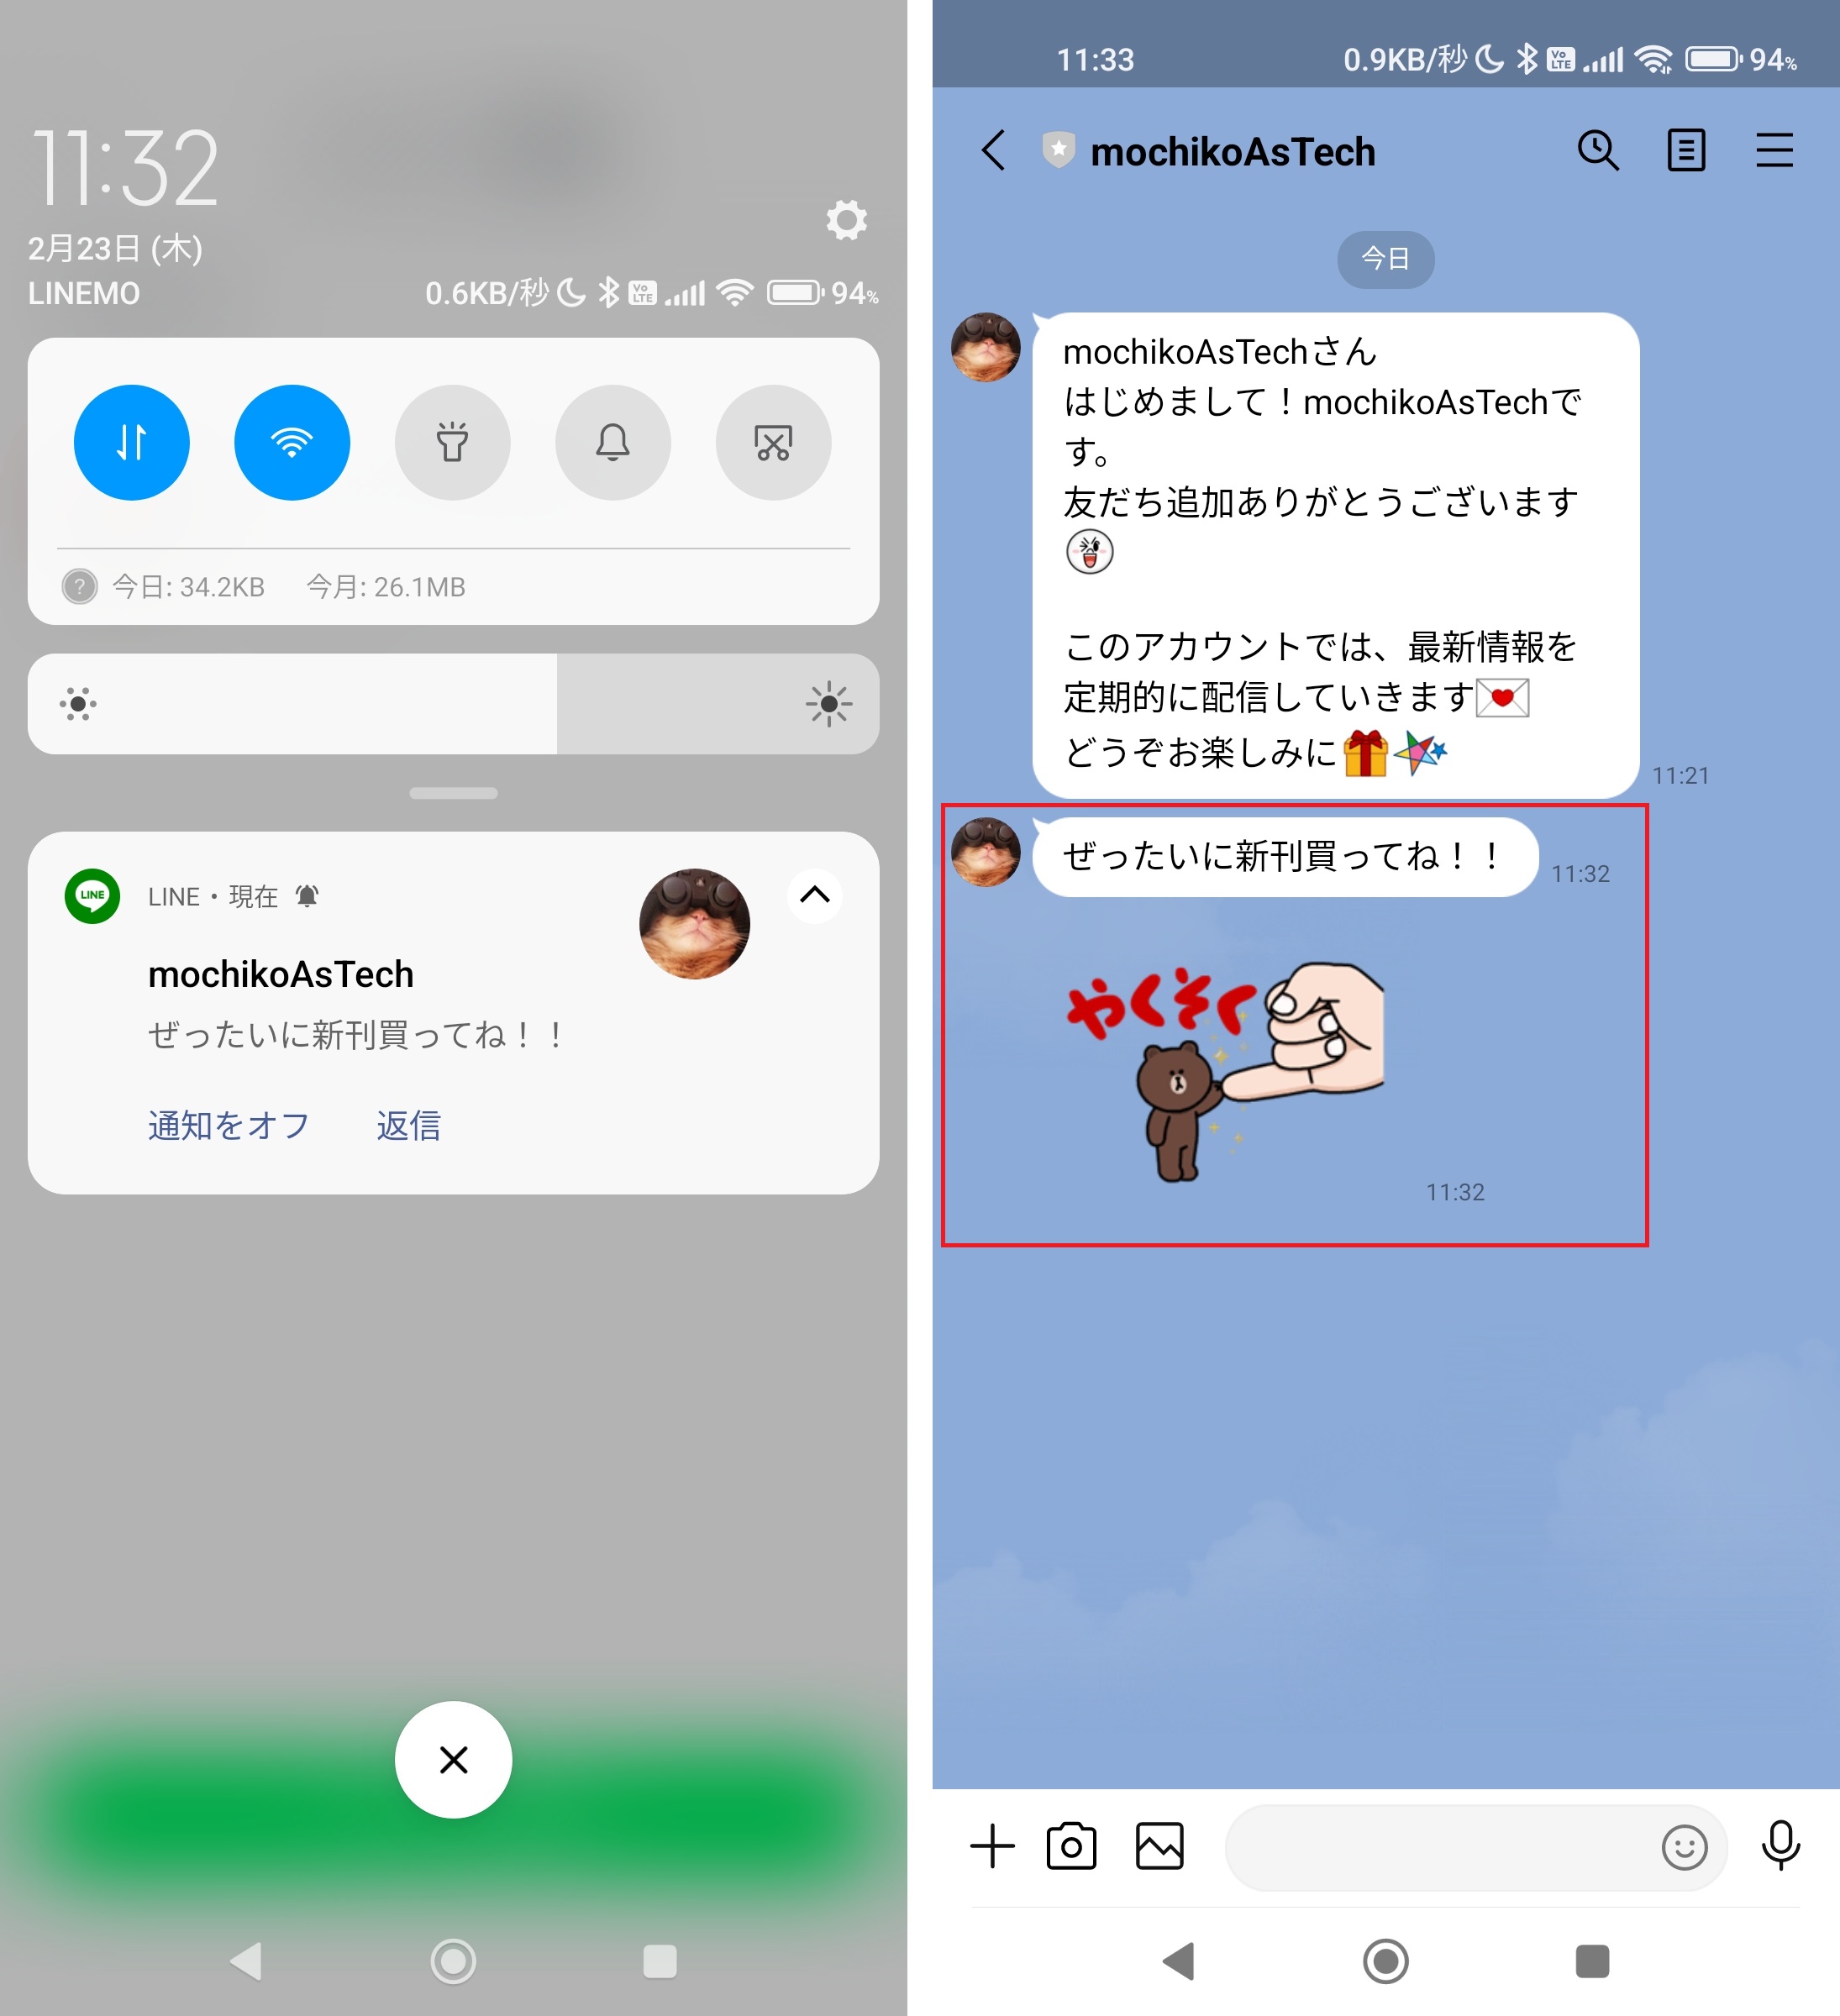 11:32
2月23日 (木)
LINEMO
0.6KB/秒 Vo LTE 94%
今日: 34.2KB 今月: 26.1MB
LINE・現在
mochikoAsTech
ぜったいに新刊買ってね！！
通知をオフ 返信
11:33 0.9KB/秒 Vo LTE 94%
mochikoAsTech
今日
mochikoAsTechさん
はじめまして！mochikoAsTechで
す。
友だち追加ありがとうございます
このアカウントでは、最新情報を
定期的に配信していきます
どうぞお楽しみに
11:21
ぜったいに新刊買ってね！！
11:32
やくそく
11:32